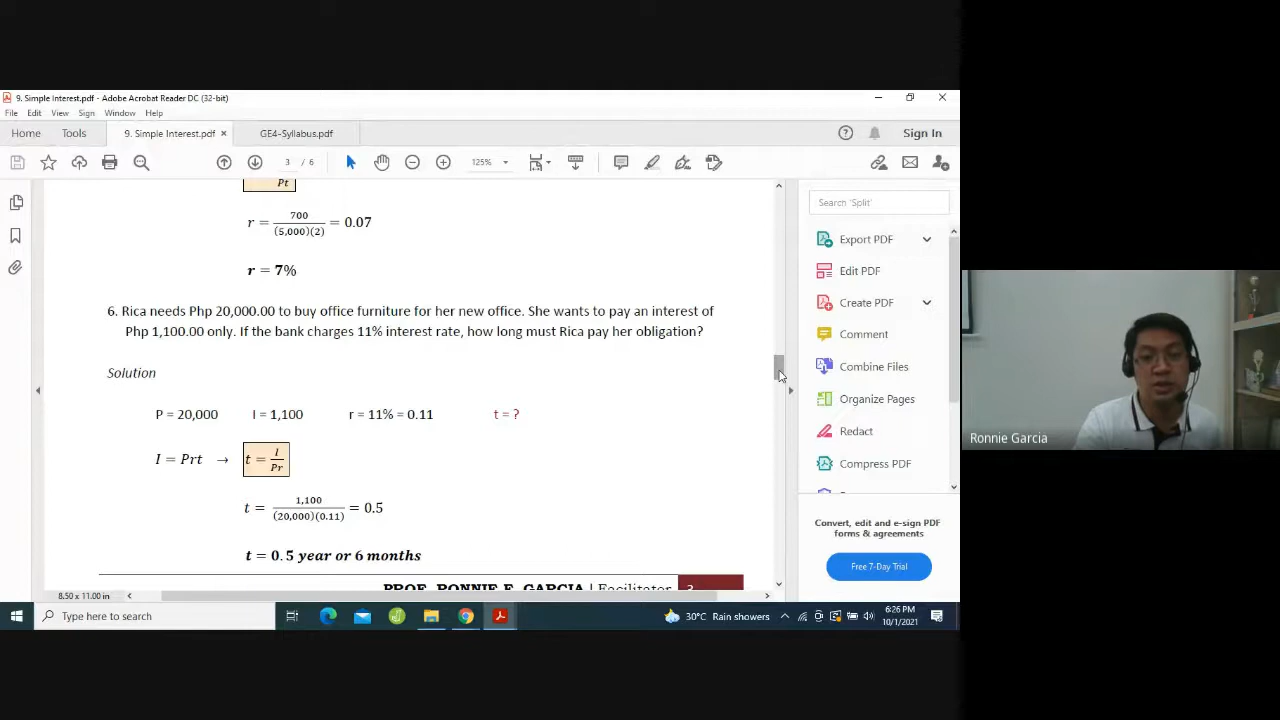 9. Simple Interest.pdf - Adobe Acrobat Reader DC (32-bit)
File Edit View Sign Window Help
Home Tools 9. Simple Interest.pdf × GE4-Syllabus.pdf Sign In
3 / 6 125%
Pt
r = 700 / (5,000)(2) = 0.07
r = 7%
6. Rica needs Php 20,000.00 to buy office furniture for her new office. She wants to pay an interest of
Php 1,100.00 only. If the bank charges 11% interest rate, how long must Rica pay her obligation?
Solution
P = 20,000 I = 1,100 r = 11% = 0.11 t = ?
I = Prt → t = I / Pr
t = 1,100 / (20,000)(0.11) = 0.5
t = 0.5 year or 6 months
PROF. RONNIE F. GARCIA | Facilitator 3
8.50 x 11.00 in
Search 'Split'
Export PDF
Edit PDF
Create PDF
Comment
Combine Files
Organize Pages
Redact
Compress PDF
Convert, edit and e-sign PDF
forms & agreements
Free 7-Day Trial
Type here to search
30°C Rain showers
6:26 PM
10/1/2021
Ronnie Garcia